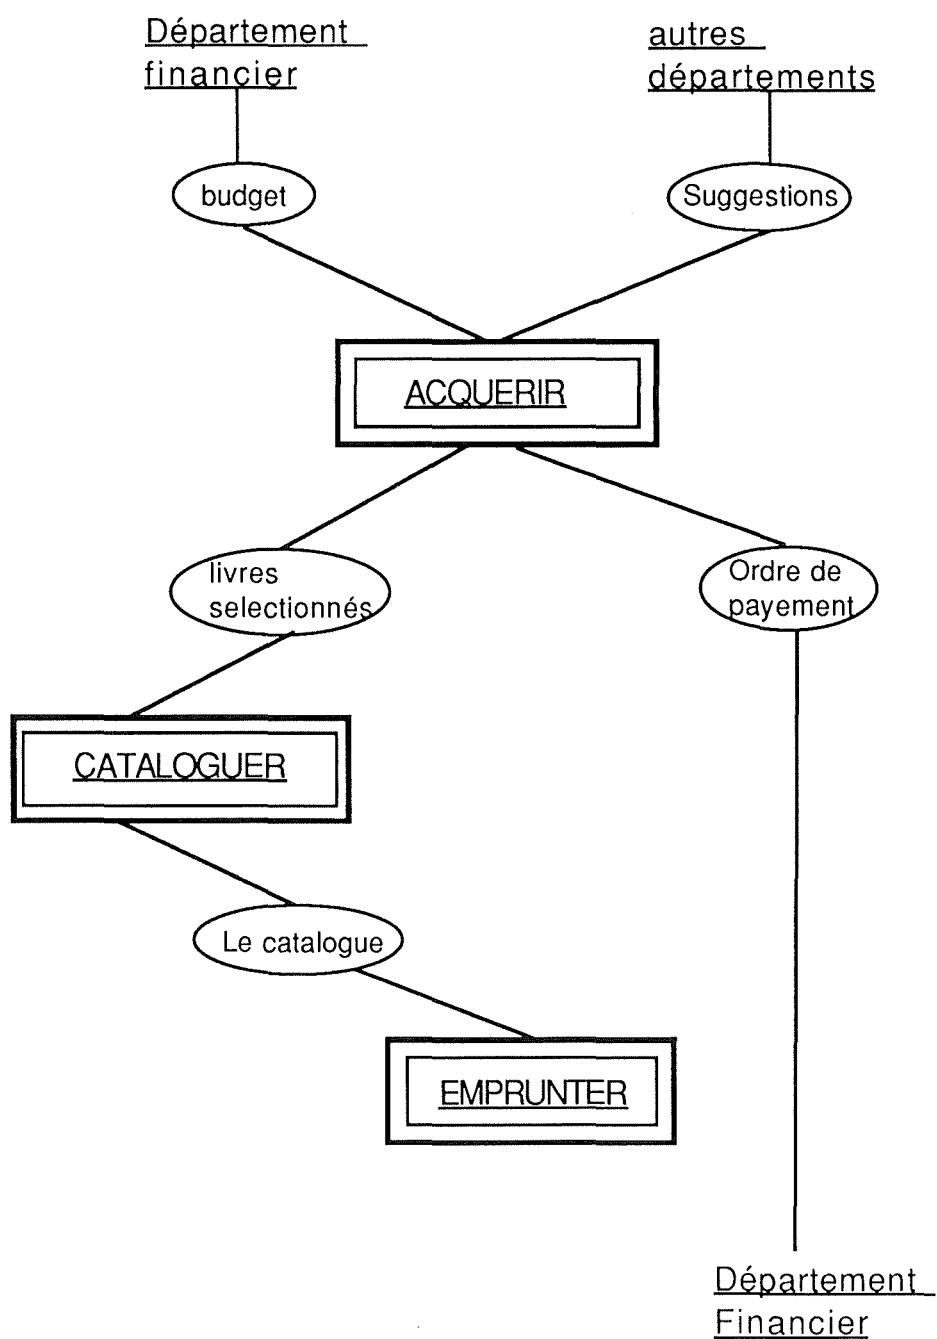 Département
financier
autres
départements
budget
Suggestions
ACQUERIR
livres
selectionnés
Ordre de
payement
CATALOGUER
Le catalogue
EMPRUNTER
Département
Financier